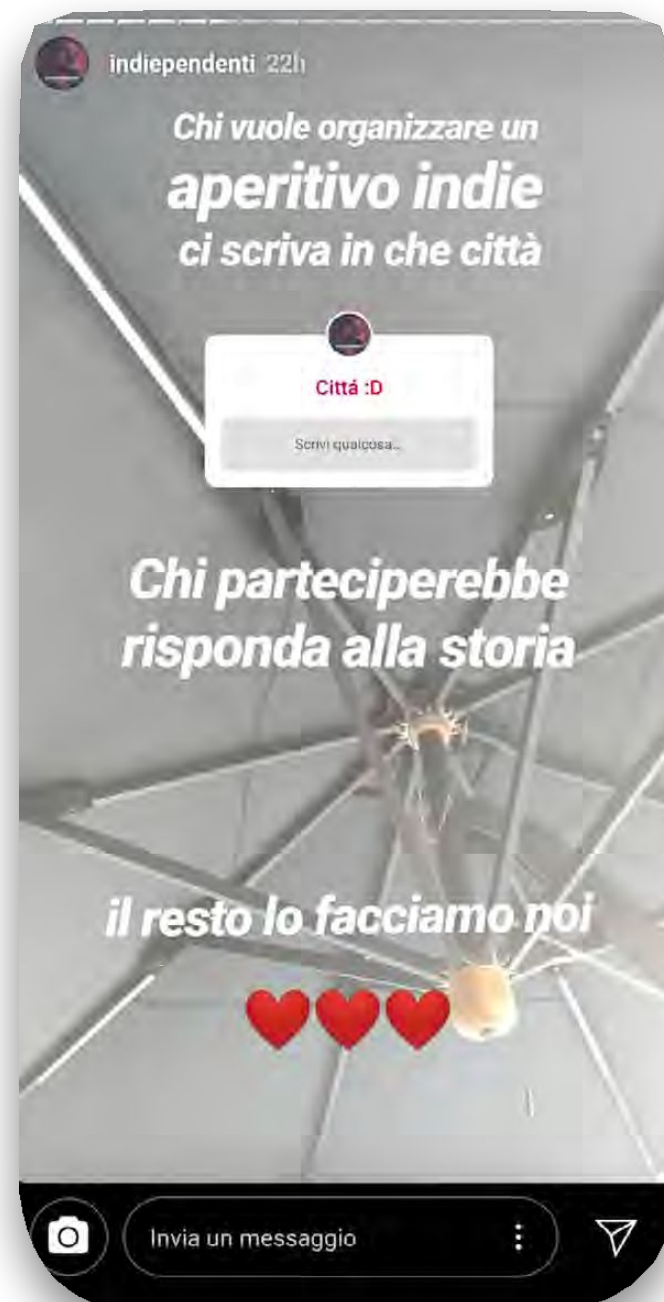 indiependenti 22h
Chi vuole organizzare un
aperitivo indie
ci scriva in che città
Cittá :D
Scrivi qualcosa...
Chi parteciperebbe
risponda alla storia
il resto lo facciamo noi
Invia un messaggio